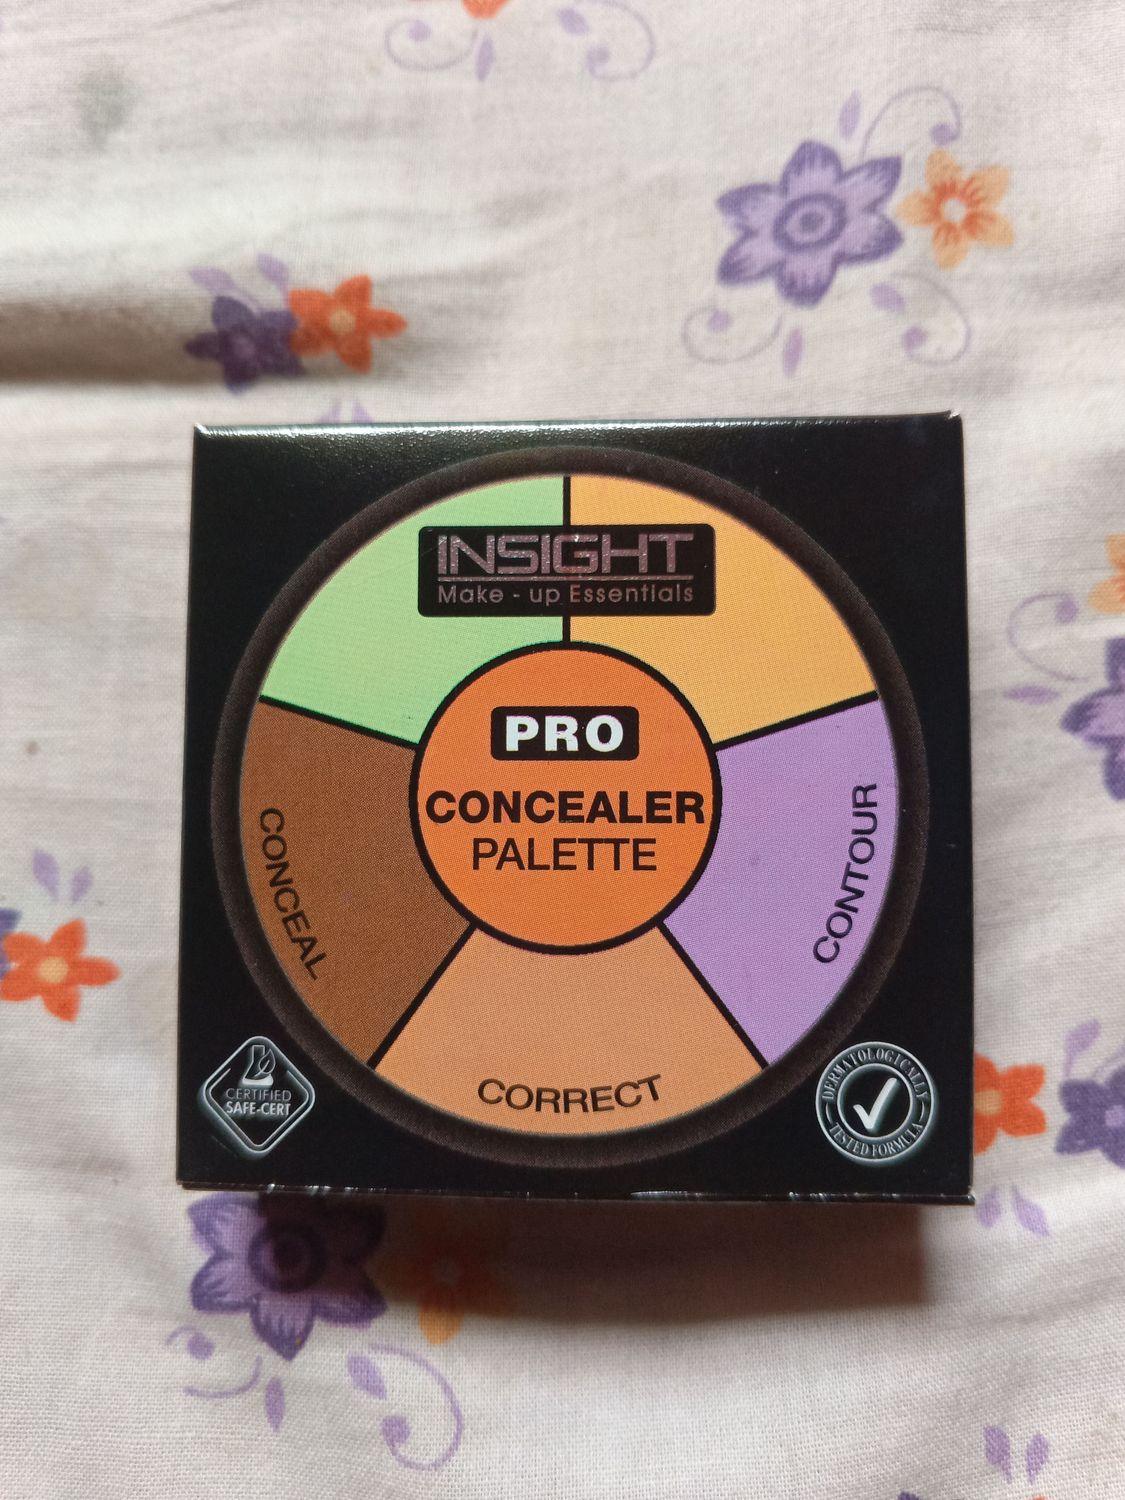 INSIGHT
Make - up Essentials
PRO
CONCEALER
PALETTE
CONCEAL
CORRECT
CONTOUR
CERTIFIED
SAFE-CERT
DERMATOLOGICALLY
TESTED FORMULA